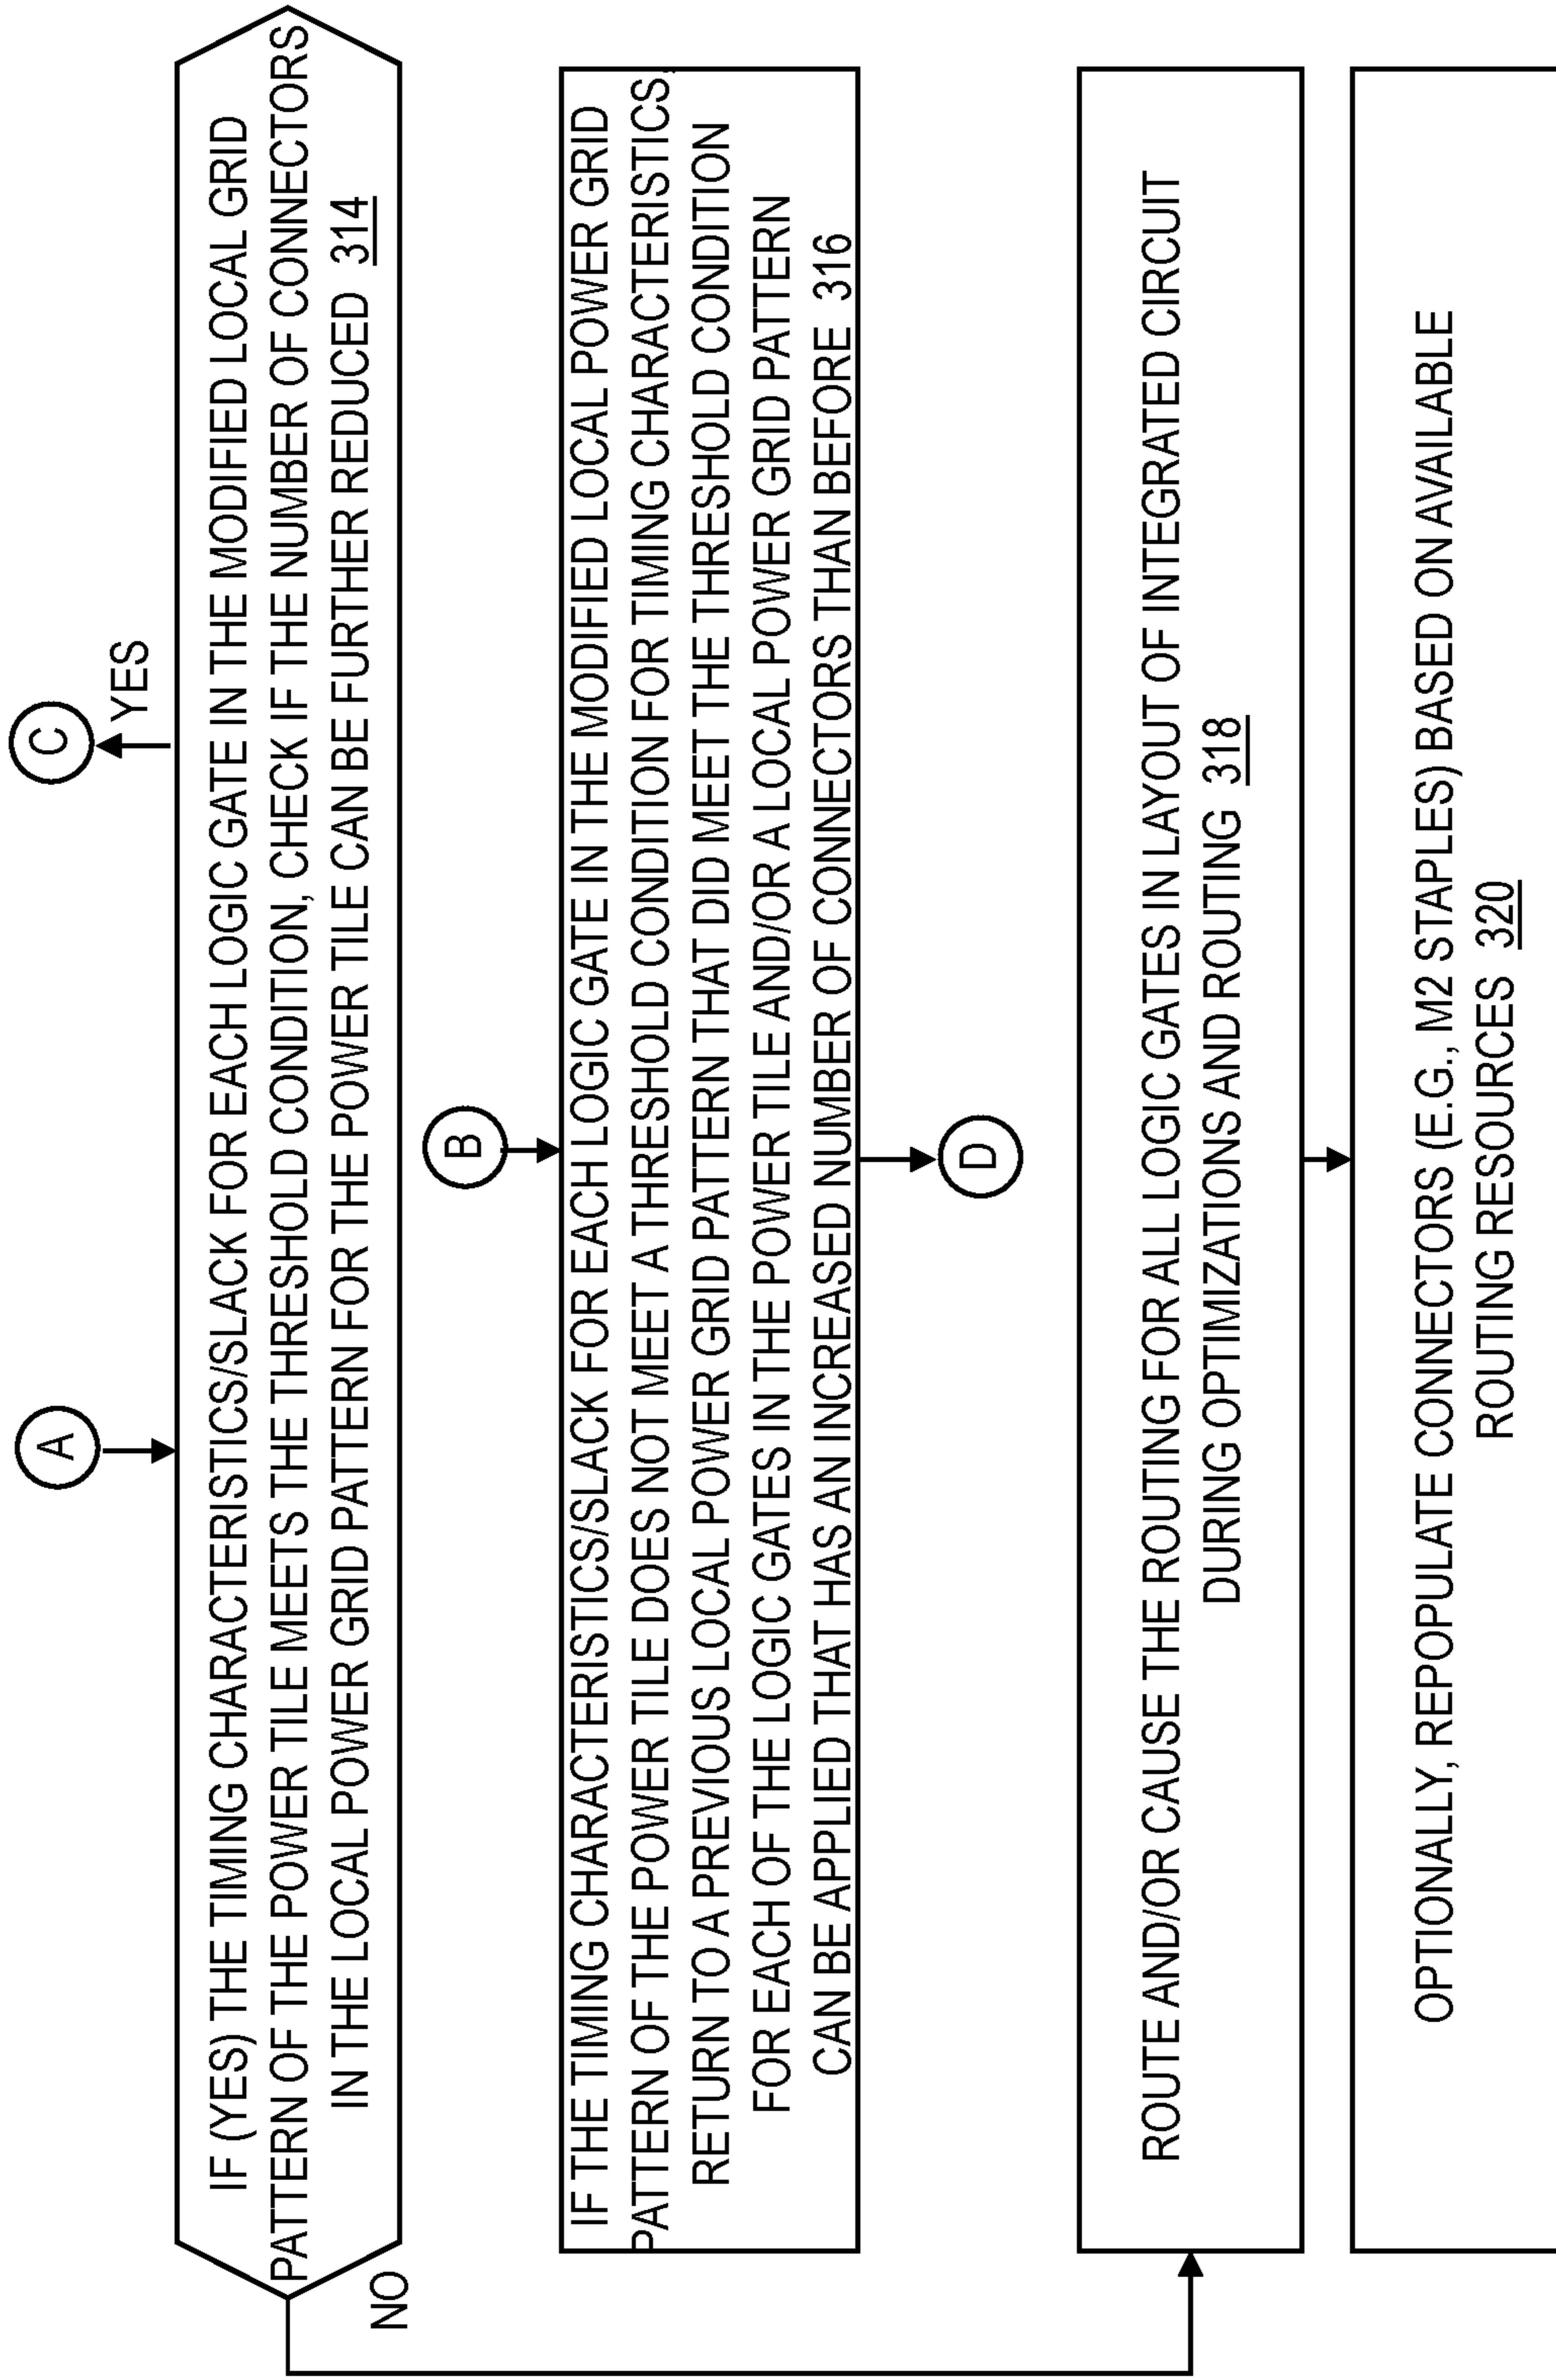 A
C
YES
IF (YES) THE TIMING CHARACTERISTICS/SLACK FOR EACH LOGIC GATE IN THE MODIFIED LOCAL GRID
PATTERN OF THE POWER TILE MEETS THE THRESHOLD CONDITION, CHECK IF THE NUMBER OF CONNECTORS
IN THE LOCAL POWER GRID PATTERN FOR THE POWER TILE CAN BE FURTHER REDUCED 314
NO
B
IF THE TIMING CHARACTERISTICS/SLACK FOR EACH LOGIC GATE IN THE MODIFIED LOCAL POWER GRID
PATTERN OF THE POWER TILE DOES NOT MEET A THRESHOLD CONDITION FOR TIMING CHARACTERISTICS,
RETURN TO A PREVIOUS LOCAL POWER GRID PATTERN THAT DID MEET THE THRESHOLD CONDITION
FOR EACH OF THE LOGIC GATES IN THE POWER TILE AND/OR A LOCAL POWER GRID PATTERN
CAN BE APPLIED THAT HAS AN INCREASED NUMBER OF CONNECTORS THAN BEFORE 316
D
ROUTE AND/OR CAUSE THE ROUTING FOR ALL LOGIC GATES IN LAYOUT OF INTEGRATED CIRCUIT
DURING OPTIMIZATIONS AND ROUTING 318
OPTIONALLY, REPOPULATE CONNECTORS (E.G., M2 STAPLES) BASED ON AVAILABLE
ROUTING RESOURCES 320